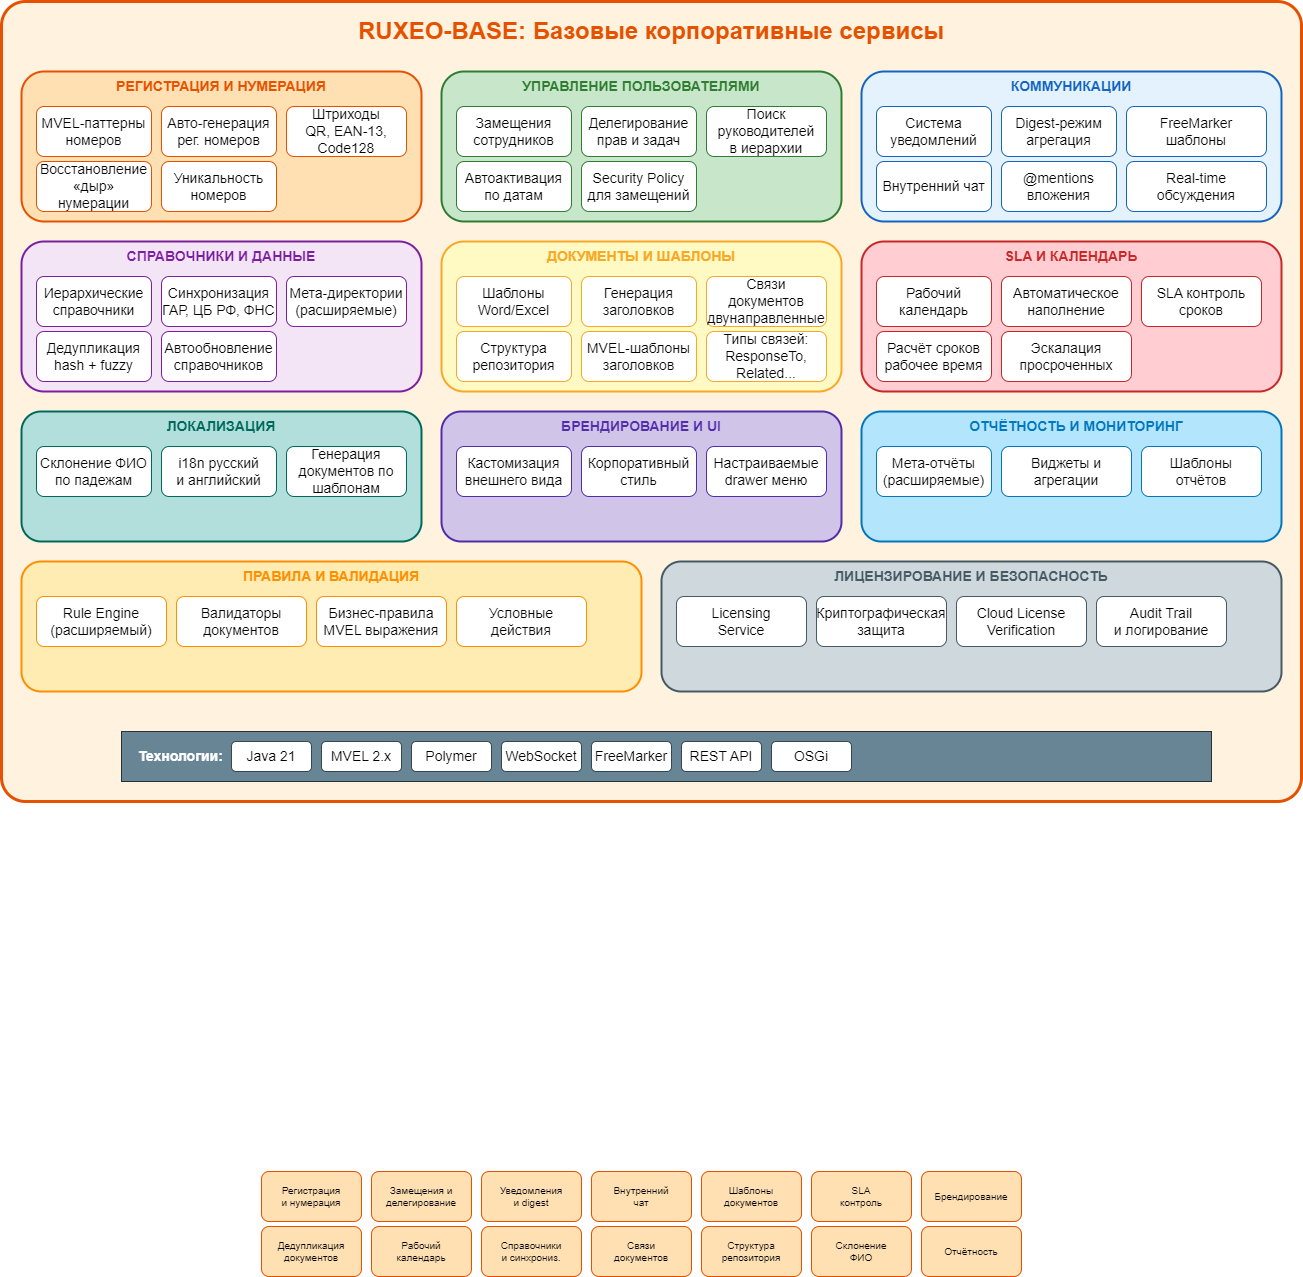 RUXEO-BASE: Базовые корпоративные сервисы
РЕГИСТРАЦИЯ И НУМЕРАЦИЯ
MVEL-паттерны
номеров
Авто-генерация
рег. номеров
Штриходы
QR, EAN-13,
Code128
Восстановление
«дыр»
нумерации
Уникальность
номеров
УПРАВЛЕНИЕ ПОЛЬЗОВАТЕЛЯМИ
Замещения
сотрудников
Делегирование
прав и задач
Поиск
руководителей
в иерархии
Автоактивация
по датам
Security Policy
для замещений
КОММУНИКАЦИИ
Система
уведомлений
Digest-режим
агрегация
FreeMarker
шаблоны
Внутренний чат
@mentions
вложения
Real-time
обсуждения
СПРАВОЧНИКИ И ДАННЫЕ
Иерархические
справочники
Синхронизация
ГАР, ЦБ РФ, ФНС
Мета-директории
(расширяемые)
Дедупликация
hash + fuzzy
Автообновление
справочников
ДОКУМЕНТЫ И ШАБЛОНЫ
Шаблоны
Word/Excel
Генерация
заголовков
Связи
документов
двунаправленные
Структура
репозитория
MVEL-шаблоны
заголовков
Типы связей:
ResponseTo,
Related...
SLA И КАЛЕНДАРЬ
Рабочий
календарь
Автоматическое
наполнение
SLA контроль
сроков
Расчёт сроков
рабочее время
Эскалация
просроченных
ЛОКАЛИЗАЦИЯ
Склонение ФИО
по падежам
i18n русский
и английский
Генерация
документов по
шаблонам
БРЕНДИРОВАНИЕ И UI
Кастомизация
внешнего вида
Корпоративный
стиль
Настраиваемые
drawer меню
ОТЧЁТНОСТЬ И МОНИТОРИНГ
Мета-отчёты
(расширяемые)
Виджеты и
агрегации
Шаблоны
отчётов
ПРАВИЛА И ВАЛИДАЦИЯ
Rule Engine
(расширяемый)
Валидаторы
документов
Бизнес-правила
MVEL выражения
Условные
действия
ЛИЦЕНЗИРОВАНИЕ И БЕЗОПАСНОСТЬ
Licensing
Service
Криптографическая
защита
Cloud License
Verification
Audit Trail
и логирование
Технологии:
Java 21
MVEL 2.x
Polymer
WebSocket
FreeMarker
REST API
OSGi
Регистрация
и нумерация
Замещения и
делегирование
Уведомления
и digest
Внутренний
чат
Шаблоны
документов
SLA
контроль
Брендирование
Дедупликация
документов
Рабочий
календарь
Справочники
и синхрониз.
Связи
документов
Структура
репозитория
Склонение
ФИО
Отчётность